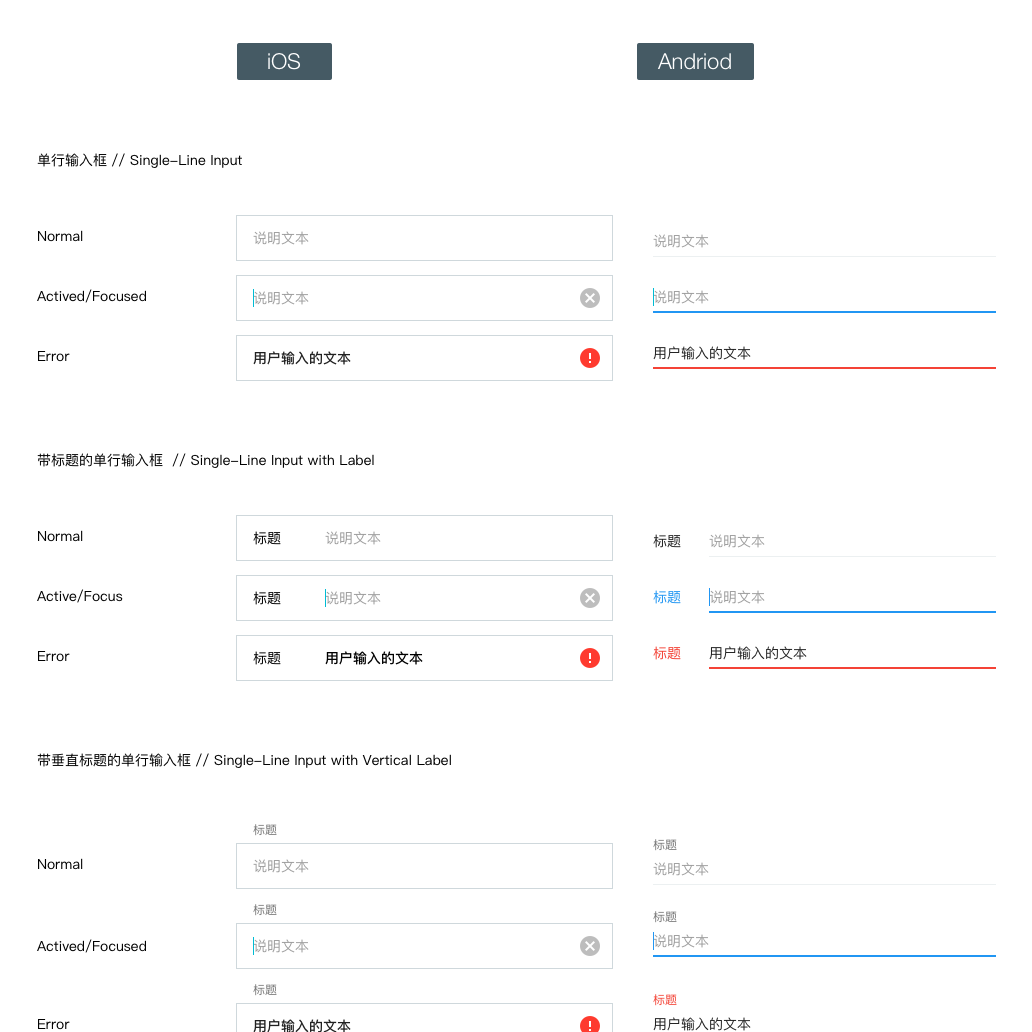 iOS Andriod
单行输入框 // Single-Line Input
Normal 说明文本 说明文本
Actived/Focused 说明文本 说明文本
Error 用户输入的文本 用户输入的文本
带标题的单行输入框 // Single-Line Input with Label
Normal 标题 说明文本 标题 说明文本
Active/Focus 标题 说明文本 标题 说明文本
Error 标题 用户输入的文本 标题 用户输入的文本
带垂直标题的单行输入框 // Single-Line Input with Vertical Label
标题 标题
Normal 说明文本 说明文本
标题 标题
Actived/Focused 说明文本 说明文本
标题 标题
Error 用户输入的文本 用户输入的文本